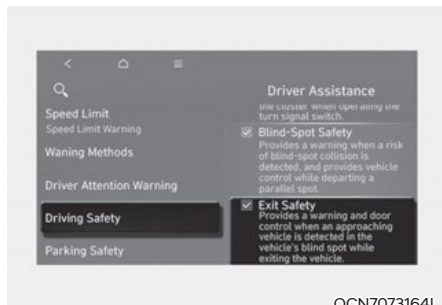 Driver Assistance
Speed Limit
Speed Limit Warning
Waning Methods
Driver Attention Warning
Driving Safety
Parking Safety
the cluster when operating the
turn signal switch.
Blind-Spot Safety
Provides a warning when a risk
of blind-spot collision is
detected, and provides vehicle
control while departing a
parallel spot.
Exit Safety
Provides a warning and door
control when an approaching
vehicle is detected in the
vehicle's blind spot while
exiting the vehicle.
OCN7073164L